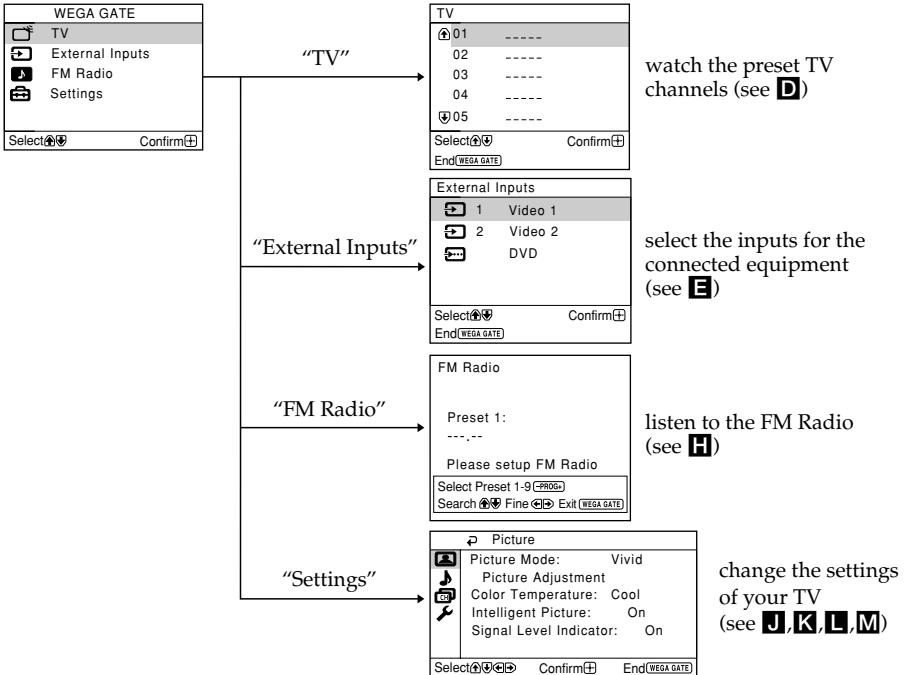 WEGA GATE
TV
External Inputs
FM Radio
Settings
Select Confirm
"TV"
TV
01 -----
02 -----
03 -----
04 -----
05 -----
Select Confirm
End WEGA GATE
watch the preset TV
channels (see D)
"External Inputs"
External Inputs
1 Video 1
2 Video 2
DVD
Select Confirm
End WEGA GATE
select the inputs for the
connected equipment
(see E)
"FM Radio"
FM Radio
Preset 1:
---.--
Please setup FM Radio
Select Preset 1-9 -PROG+
Search Fine Exit WEGA GATE
listen to the FM Radio
(see H)
"Settings"
Picture
Picture Mode: Vivid
Picture Adjustment
CH
Color Temperature: Cool
Intelligent Picture: On
Signal Level Indicator: On
Select Confirm End WEGA GATE
change the settings
of your TV
(see J,K,L,M)